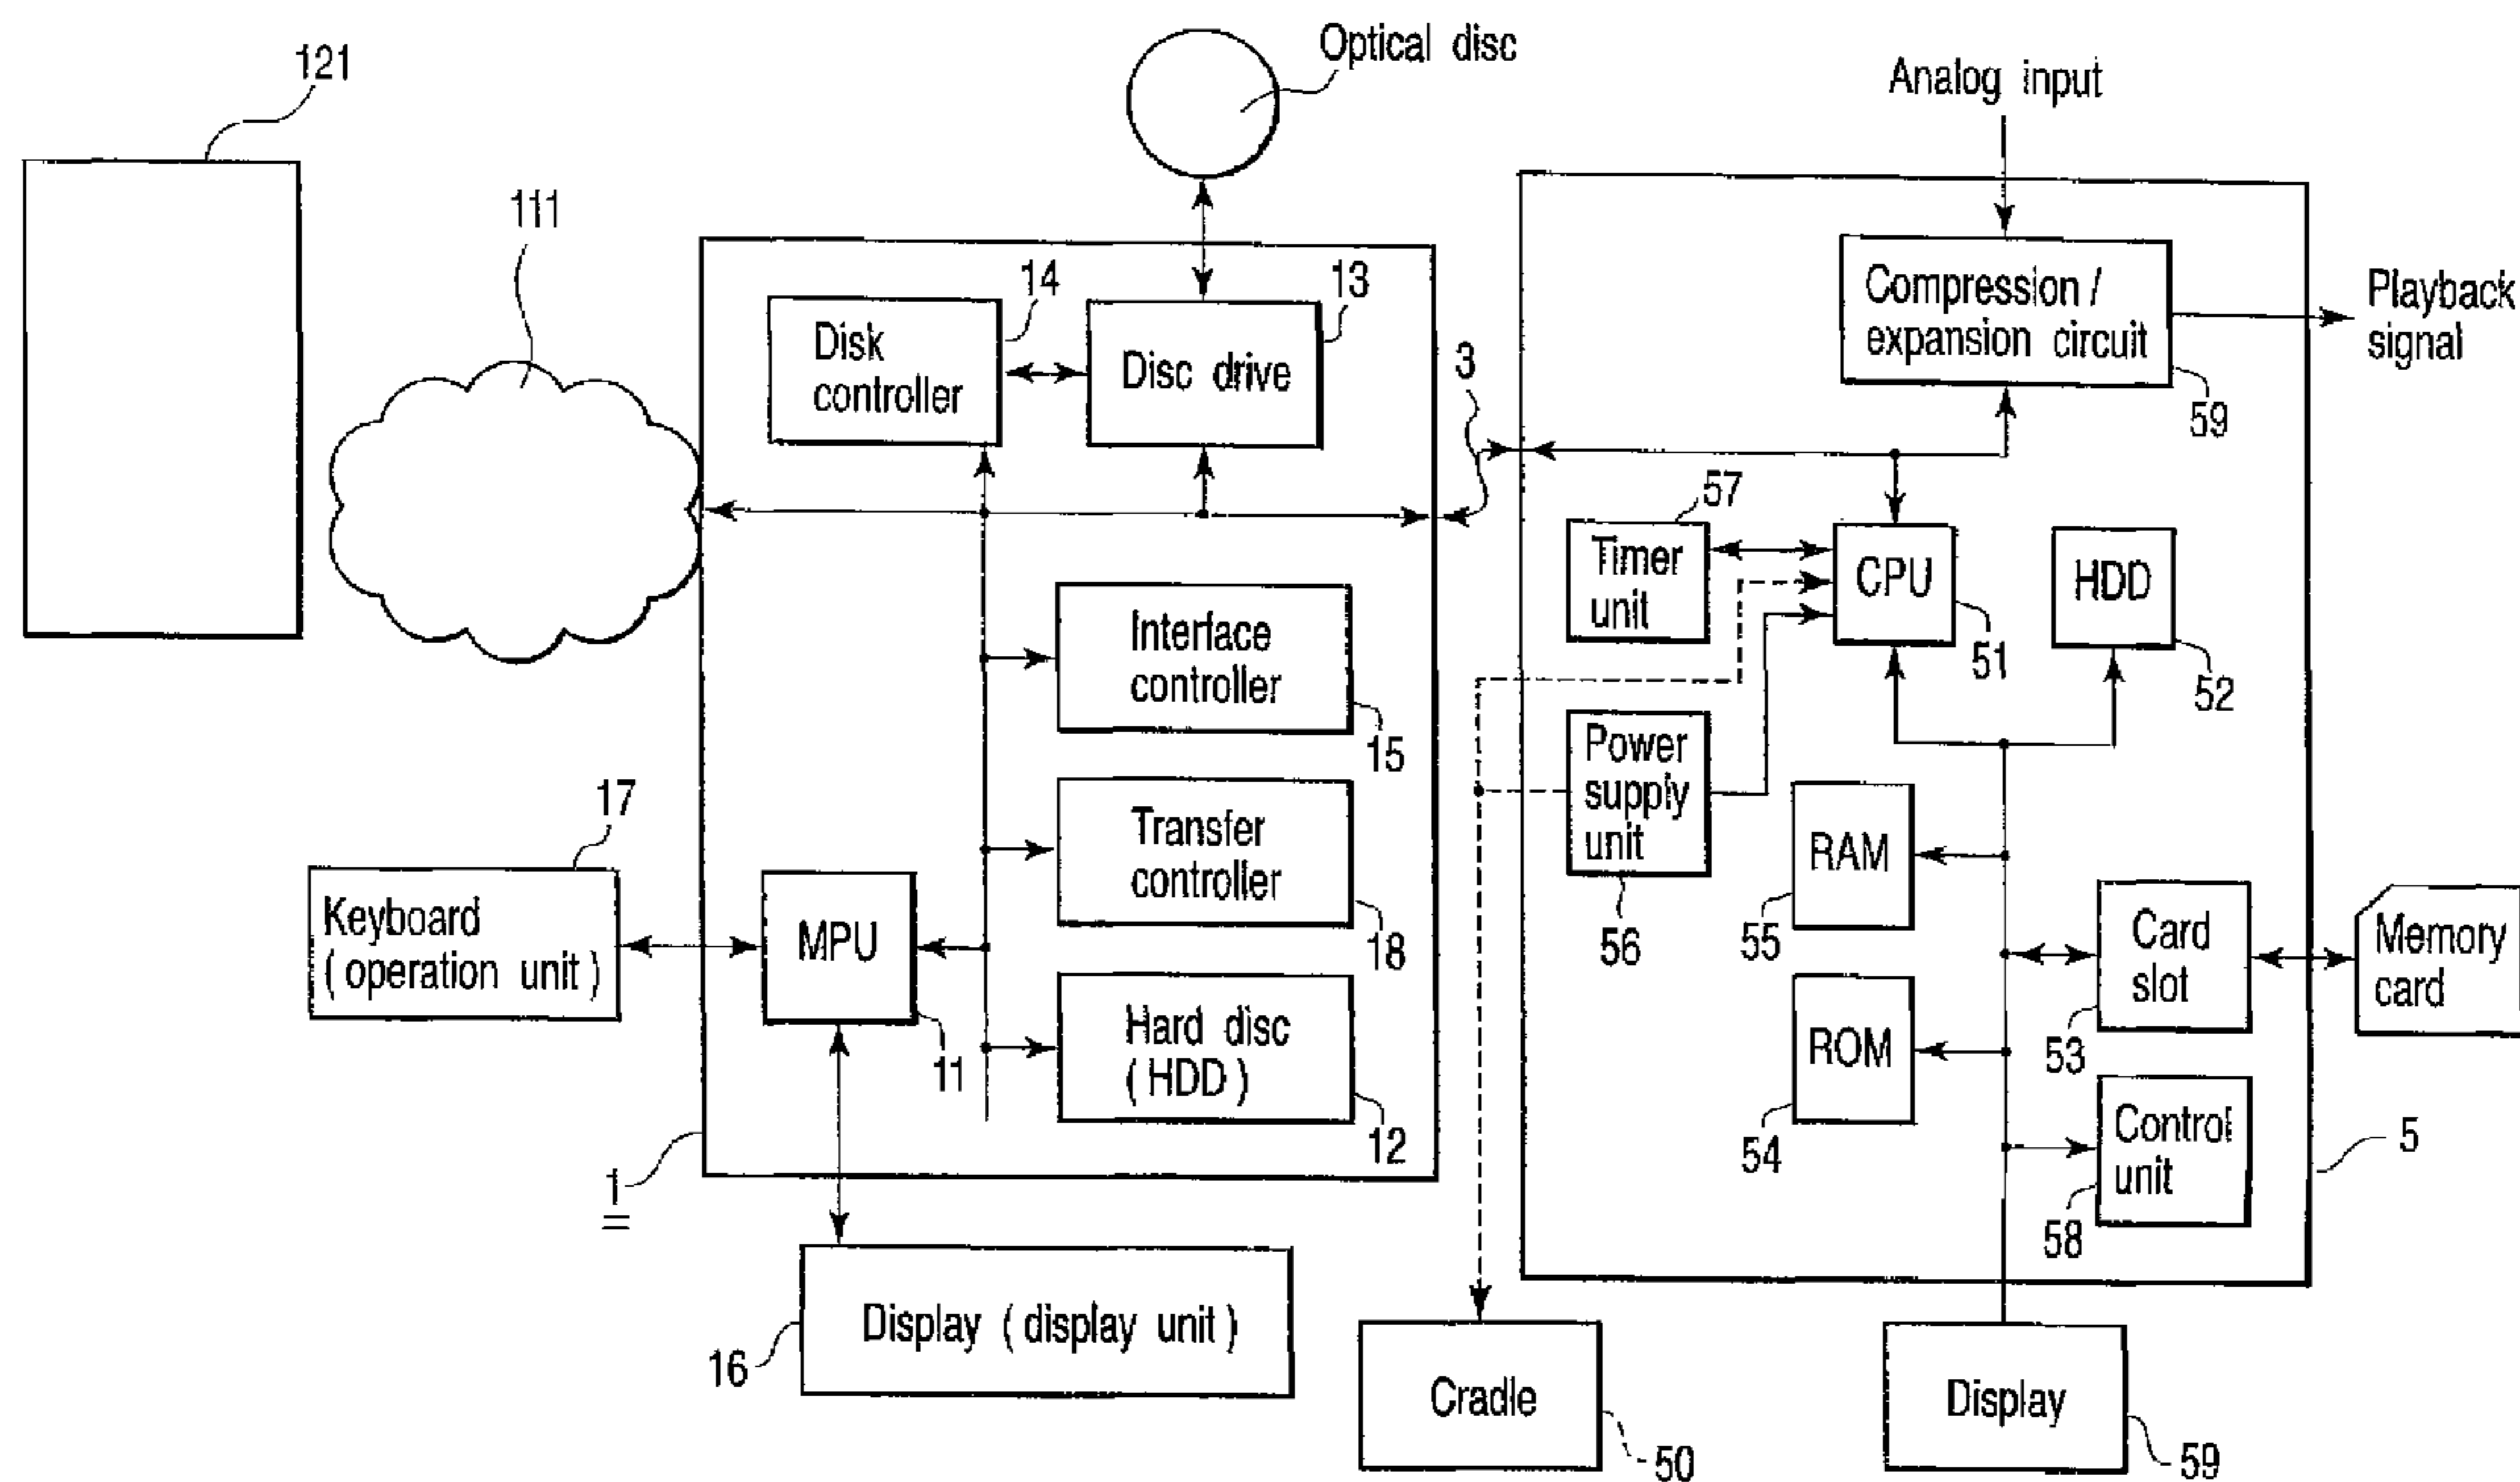 121
Optical disc
Analog input
111
14
13
Disk
controller
Disc drive
3
Compression /
expansion circuit
59
Playback
signal
57
Timer
unit
CPU
51
HDD
52
Interface
controller
15
Power
supply
unit
56
17
Keyboard
( operation unit )
MPU
11
Transfer
controller
18
Hard disc
( HDD )
12
RAM
55
ROM
54
Card
slot
53
Memory
card
Control
unit
58
5
1
Display ( display unit )
16
Cradle
50
Display
59